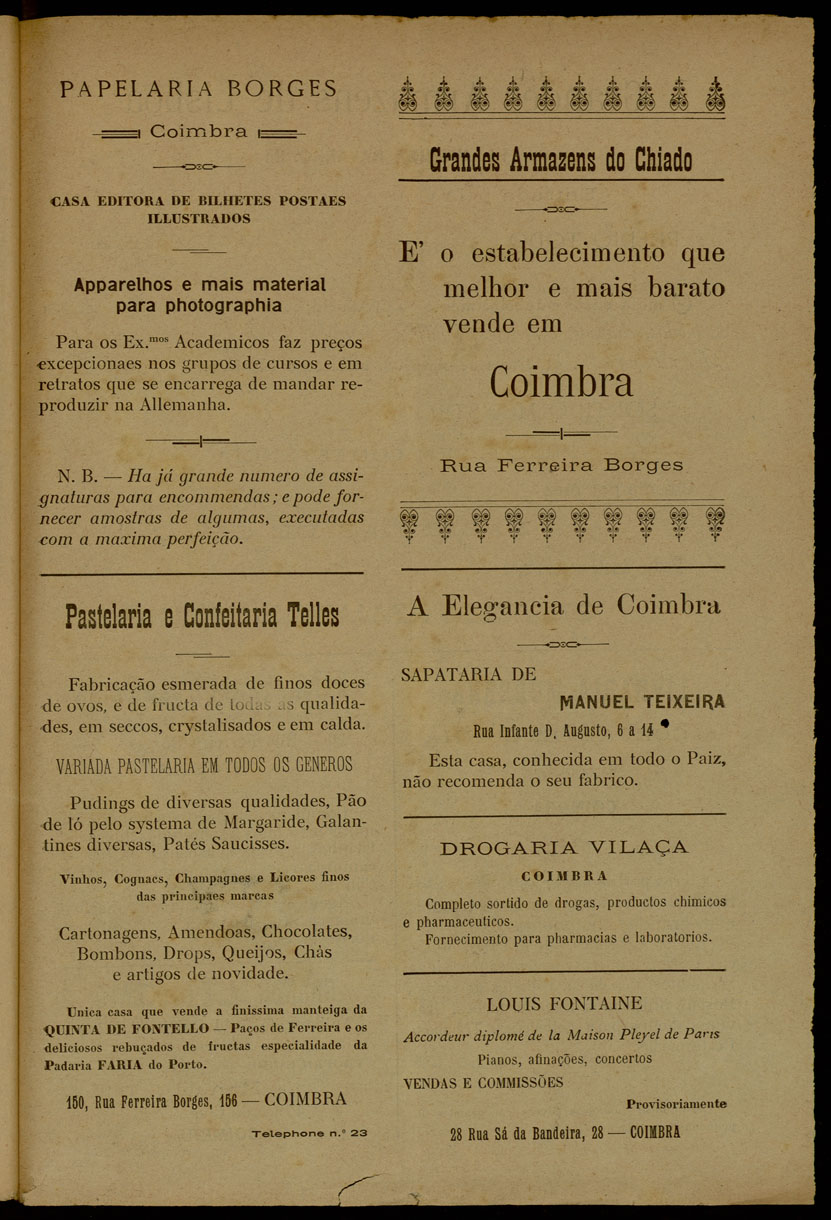 PAPELARIA BORGES
Coimbra
CASA EDITORA DE BILHETES POSTAES
ILLUSTRADOS
Apparelhos e mais material
para photographia
Para os Ex.mos Academicos faz preços
excepcionaes nos grupos de cursos e em
retratos que se encarrega de mandar re-
produzir na Allemanha.
N. B. — Ha já grande numero de assi-
gnaturas para encommendas; e pode for-
necer amostras de algumas, executadas
com a maxima perfeição.
Pastelaria e Confeitaria Telles
Fabricação esmerada de finos doces
de ovos, e de fructa de todas as qualida-
des, em seccos, crystalisados e em calda.
VARIADA PASTELARIA EM TODOS OS GENEROS
Pudings de diversas qualidades, Pão
de ló pelo systema de Margaride, Galan-
tines diversas, Patés Saucisses.
Vinhos, Cognacs, Champagnes e Licores finos
das principaes marcas
Cartonagens, Amendoas, Chocolates,
Bombons, Drops, Queijos, Chás
e artigos de novidade.
Unica casa que vende a finissima manteiga da
QUINTA DE FONTELLO — Paços de Ferreira e os
deliciosos rebuçados de fructas especialidade da
Padaria FARIA do Porto.
150, Rua Ferreira Borges, 156 — COIMBRA
Telephone n.º 23
Grandes Armazens do Chiado
E' o estabelecimento que
melhor e mais barato
vende em
Coimbra
Rua Ferreira Borges
A Elegancia de Coimbra
SAPATARIA DE
MANUEL TEIXEIRA
Rua Infante D. Augusto, 6 a 14
Esta casa, conhecida em todo o Paiz,
não recomenda o seu fabrico.
DROGARIA VILAÇA
COIMBRA
Completo sortido de drogas, productos chimicos
e pharmaceuticos.
Fornecimento para pharmacias e laboratorios.
LOUIS FONTAINE
Accordeur diplomé de la Maison Pleyel de Paris
Pianos, afinações, concertos
VENDAS E COMMISSÕES
Provisoriamente
28 Rua Sá da Bandeira, 28 — COIMBRA